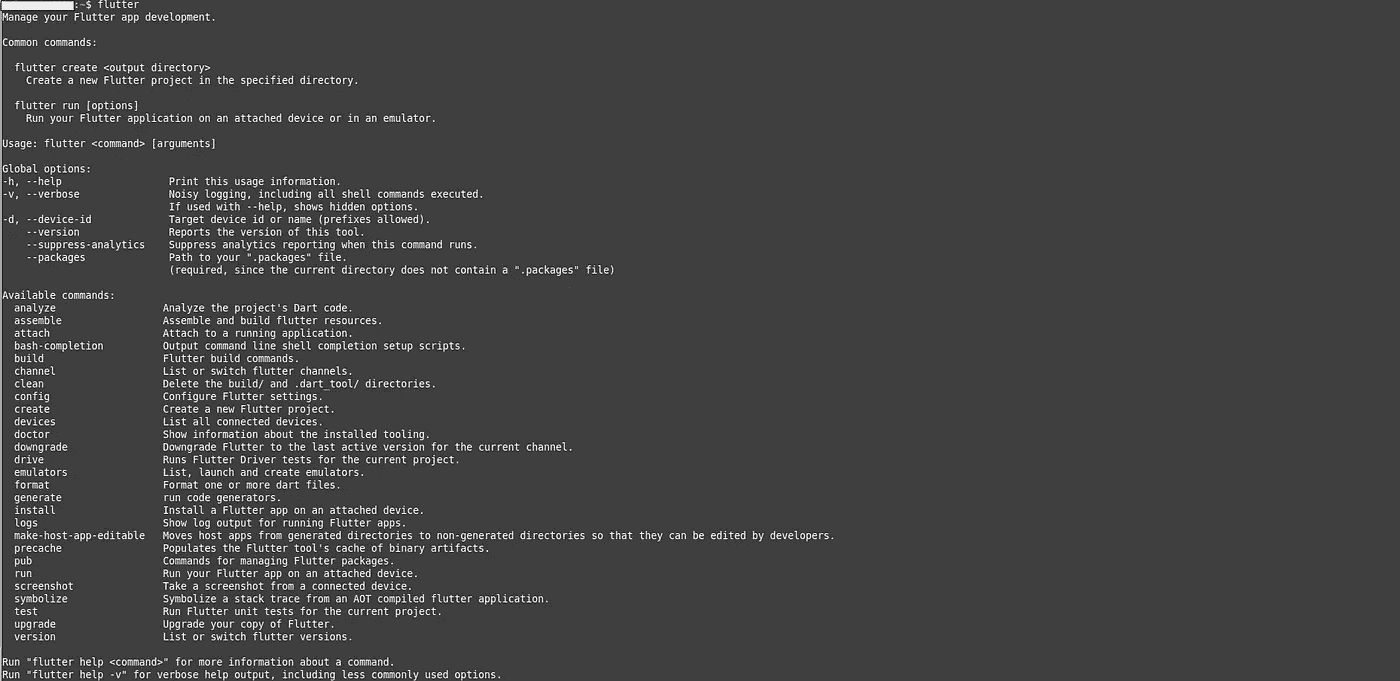 :~$ flutter
Manage your Flutter app development.
Common commands:
flutter create <output directory>
Create a new Flutter project in the specified directory.
flutter run [options]
Run your Flutter application on an attached device or in an emulator.
Usage: flutter <command> [arguments]
Global options:
-h, --help Print this usage information.
-v, --verbose Noisy logging, including all shell commands executed.
If used with --help, shows hidden options.
-d, --device-id Target device id or name (prefixes allowed).
--version Reports the version of this tool.
--suppress-analytics Suppress analytics reporting when this command runs.
--packages Path to your ".packages" file.
(required, since the current directory does not contain a ".packages" file)
Available commands:
analyze Analyze the project's Dart code.
assemble Assemble and build flutter resources.
attach Attach to a running application.
bash-completion Output command line shell completion setup scripts.
build Flutter build commands.
channel List or switch flutter channels.
clean Delete the build/ and .dart_tool/ directories.
config Configure Flutter settings.
create Create a new Flutter project.
devices List all connected devices.
doctor Show information about the installed tooling.
downgrade Downgrade Flutter to the last active version for the current channel.
drive Runs Flutter Driver tests for the current project.
emulators List, launch and create emulators.
format Format one or more dart files.
generate run code generators.
install Install a Flutter app on an attached device.
logs Show log output for running Flutter apps.
make-host-app-editable Moves host apps from generated directories to non-generated directories so that they can be edited by developers.
precache Populates the Flutter tool's cache of binary artifacts.
pub Commands for managing Flutter packages.
run Run your Flutter app on an attached device.
screenshot Take a screenshot from a connected device.
symbolize Symbolize a stack trace from an AOT compiled flutter application.
test Run Flutter unit tests for the current project.
upgrade Upgrade your copy of Flutter.
version List or switch flutter versions.
Run "flutter help <command>" for more information about a command.
Run "flutter help -v" for verbose help output, including less commonly used options.